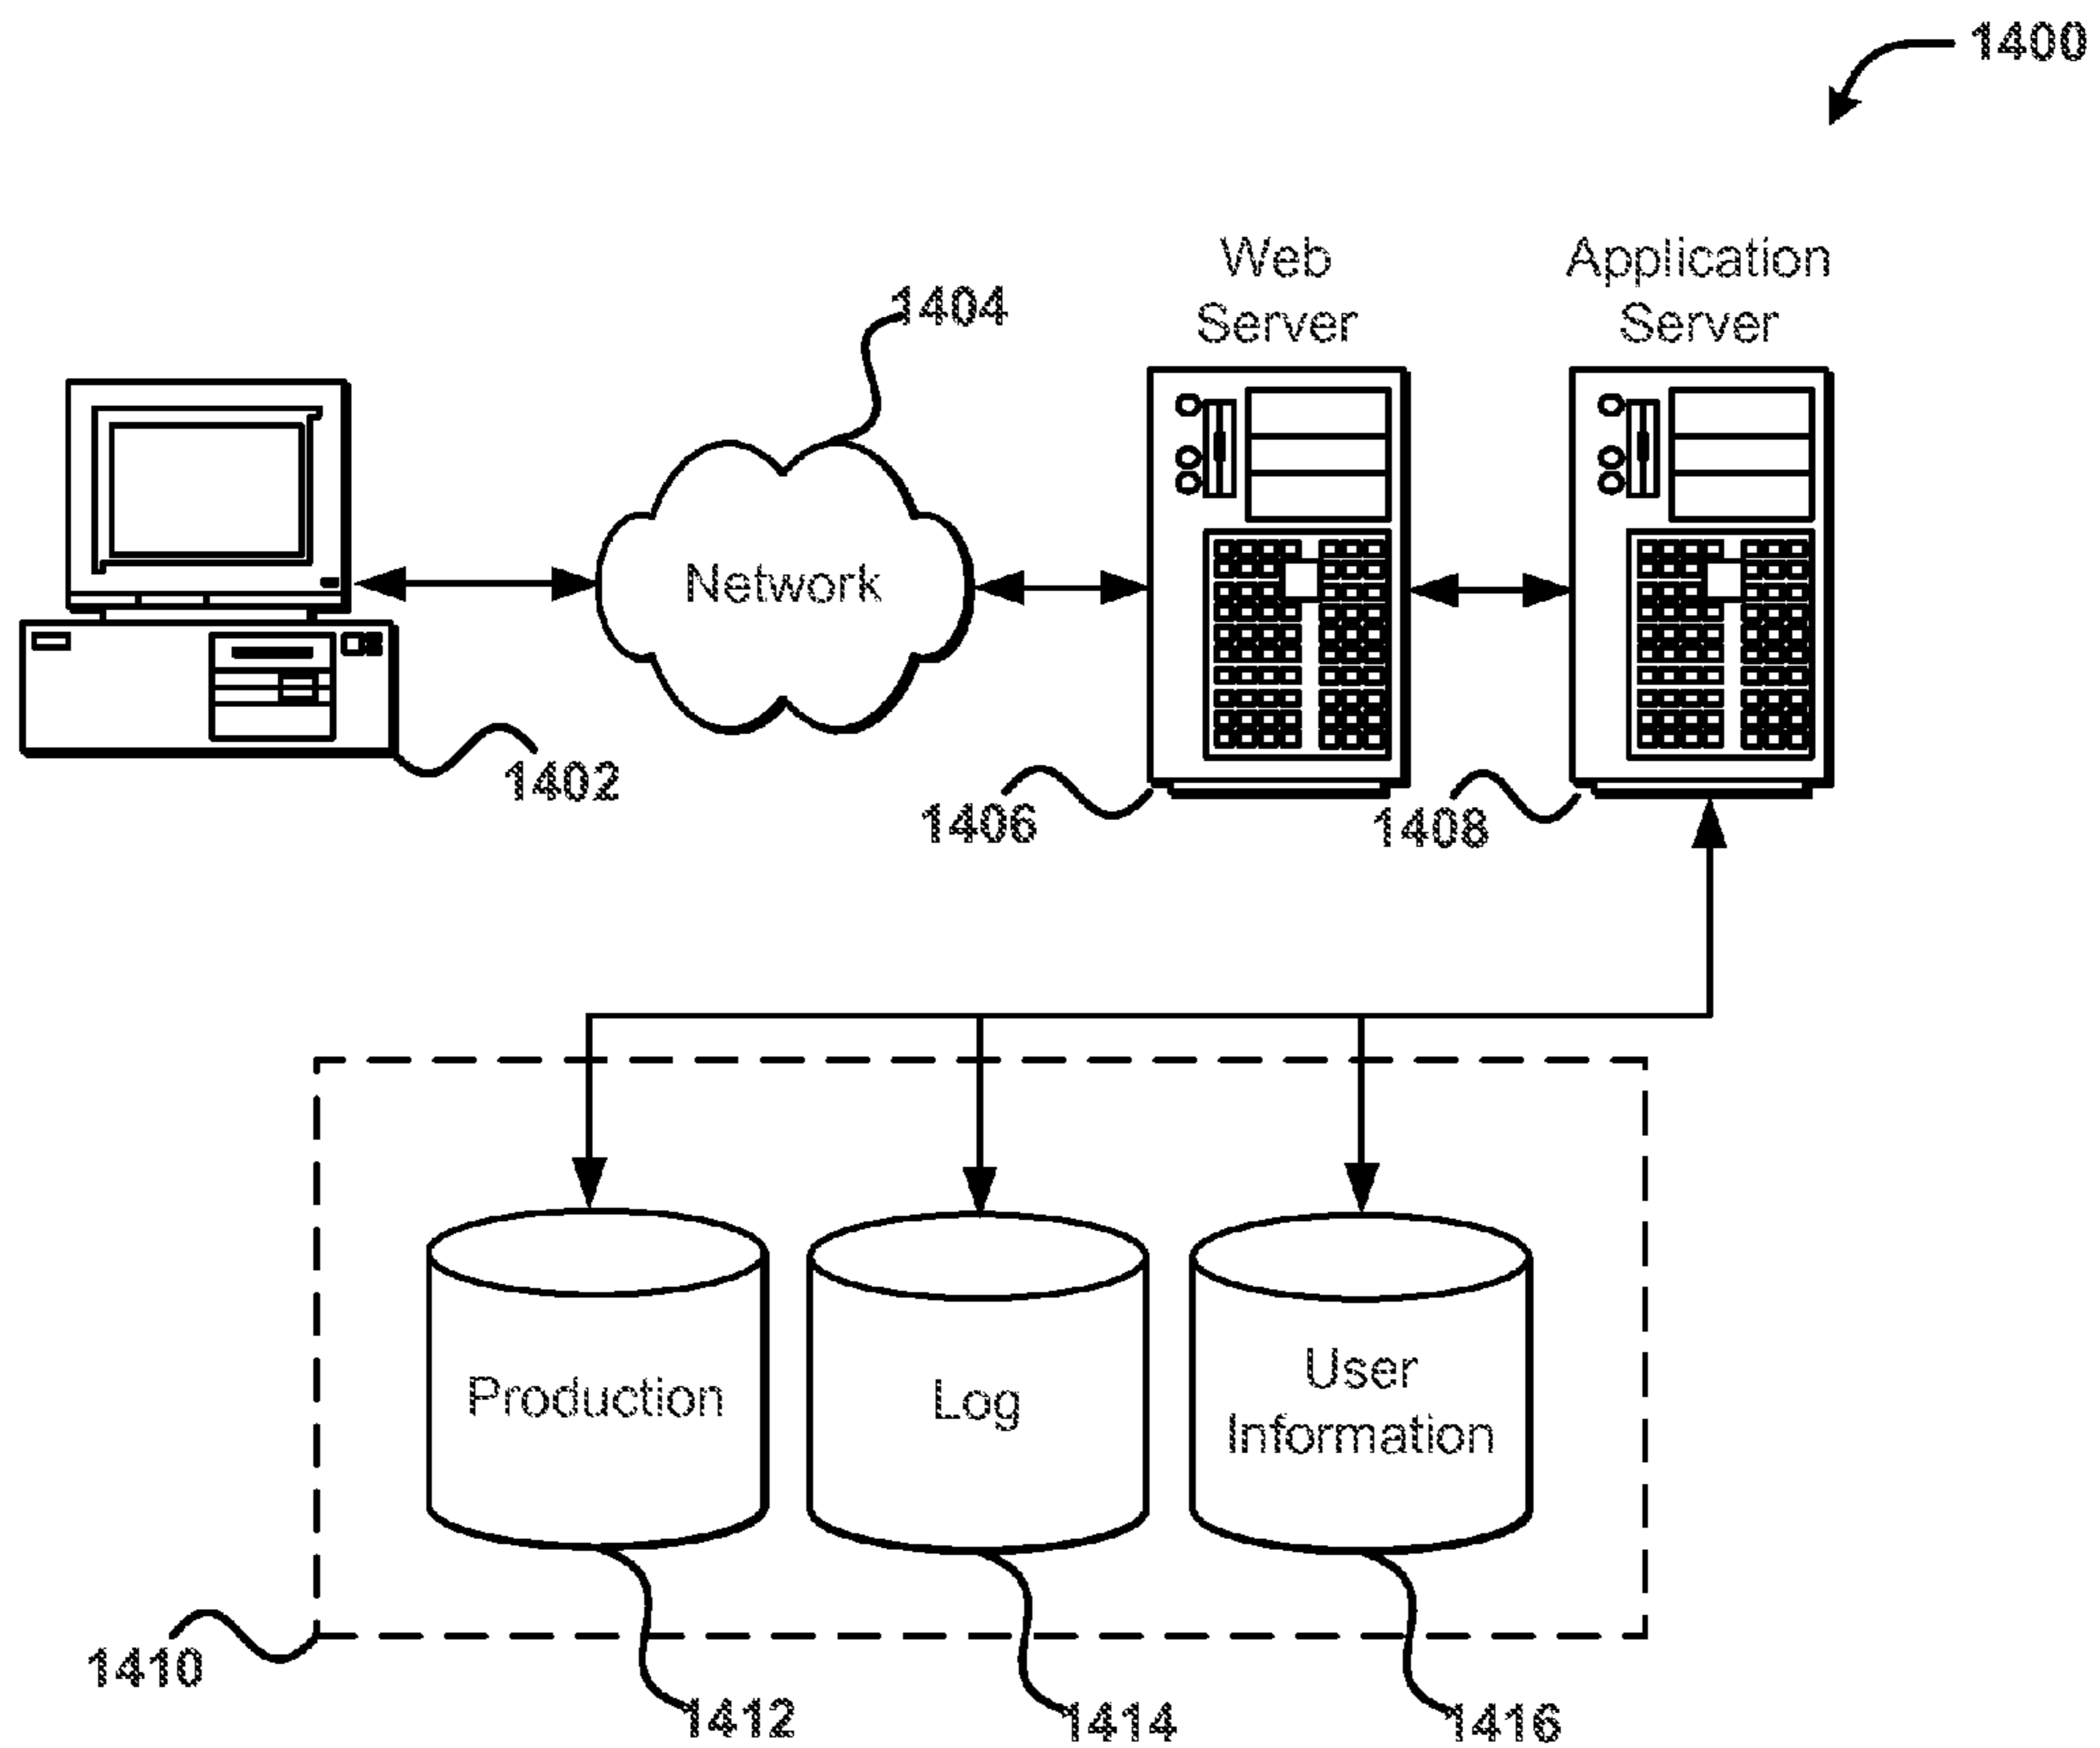 1400
Web
Server
Application
Server
1404
Network
1402
1406
1408
Production
Log
User
Information
1410
1412
1414
1416